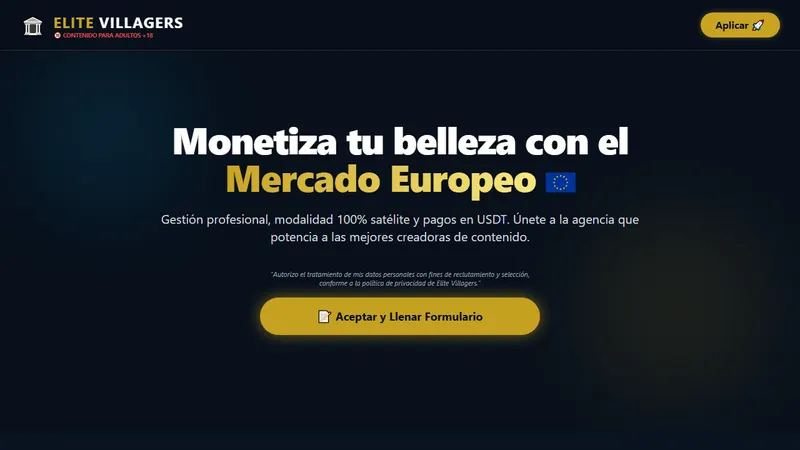 ELITE VILLAGERS
🔞 CONTENIDO PARA ADULTOS +18
Aplicar 🚀
Monetiza tu belleza con el
Mercado Europeo 🇪🇺
Gestión profesional, modalidad 100% satélite y pagos en USDT. Únete a la agencia que
potencia a las mejores creadoras de contenido.
"Autorizo el tratamiento de mis datos personales con fines de reclutamiento y selección,
conforme a la política de privacidad de Elite Villagers."
📝 Aceptar y Llenar Formulario